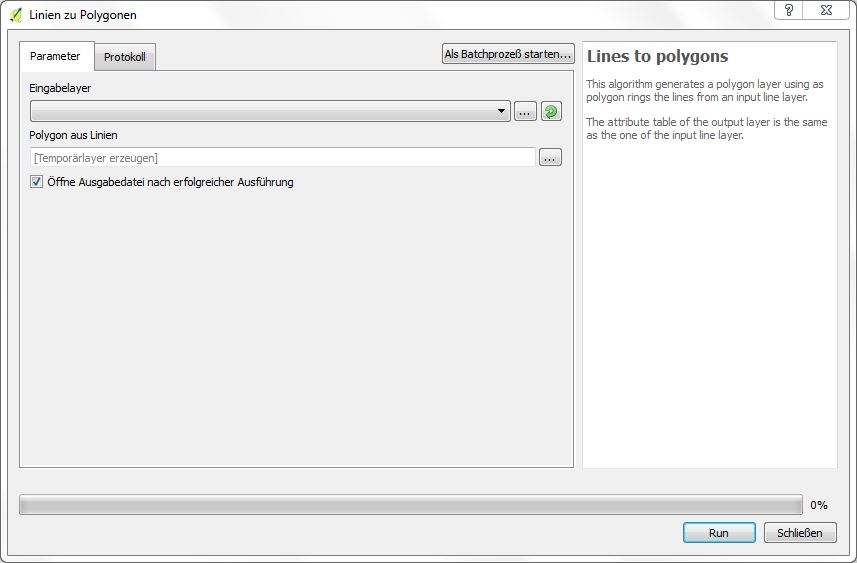 Linien zu Polygonen
?
Parameter
Protokoll
Als Batchprozeß starten...
Eingabelayer
...
Polygon aus Linien
[Temporärlayer erzeugen]
...
Öffne Ausgabedatei nach erfolgreicher Ausführung
Lines to polygons
This algorithm generates a polygon layer using as
polygon rings the lines from an input line layer.
The attribute table of the output layer is the same
as the one of the input line layer.
0%
Run
Schließen